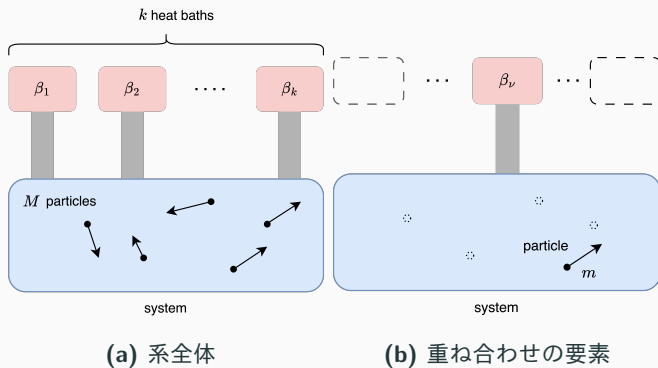 k heat baths
β₁ β₂ ···· βₖ ··· β_ν ···
M particles
particle
m
system system
(a) 系全体 (b) 重ね合わせの要素